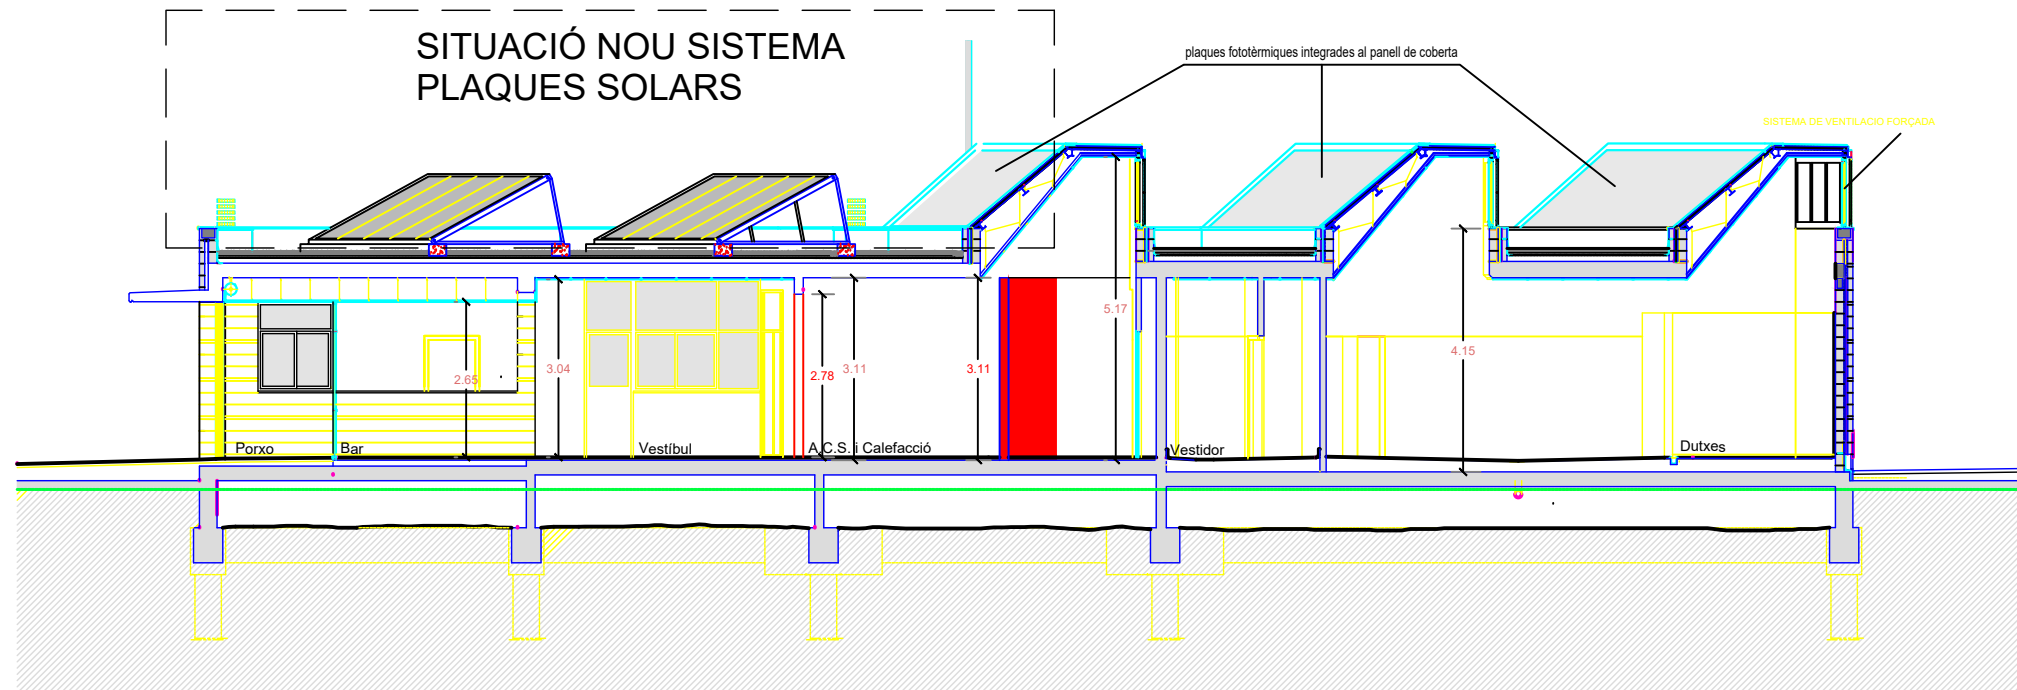 SITUACIÓ NOU SISTEMA
PLAQUES SOLARS
plaques fototèrmiques integrades al panell de coberta
SISTEMA DE VENTILACIO FORÇADA
5.17
4.15
2.65
3.04
2.78
3.11
3.11
Porxo
Bar
Vestíbul
A.C.S. i Calefacció
Vestidor
Dutxes